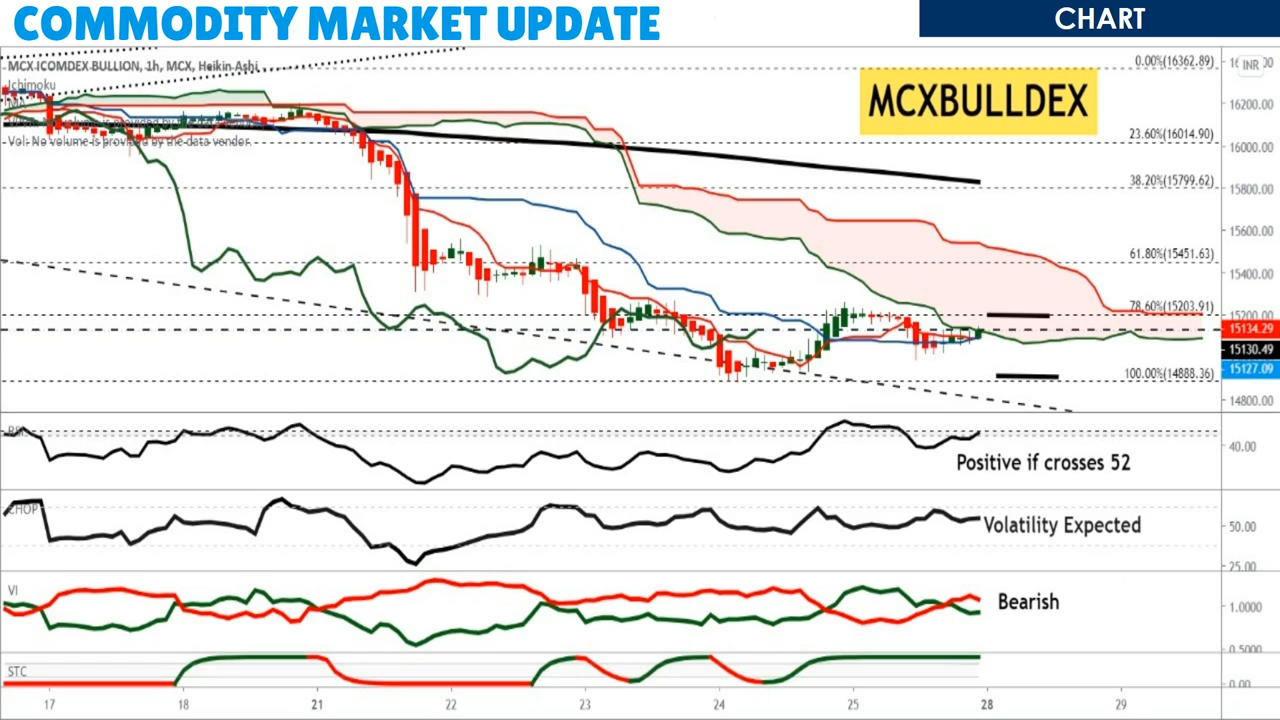 COMMODITY MARKET UPDATE
CHART
MCX ICOMDEX BULLION, 1h, MCX, Heikin Ashi
Ichimoku
MA
Vol: No volume is provided by the data vendor.
MCXBULLDEX
INR
0.00%(16362.89)
16200.00
23.60%(16014.90)
16000.00
38.20%(15799.62)
15800.00
15600.00
61.80%(15451.63)
15400.00
78.60%(15203.91)
15200.00
15134.29
15130.49
15127.09
100.00%(14888.36)
14800.00
RSI
40.00
Positive if crosses 52
CHOP
50.00
Volatility Expected
25.00
VI
1.0000
Bearish
0.5000
STC
0.00
17 18 21 22 23 24 25 28 29